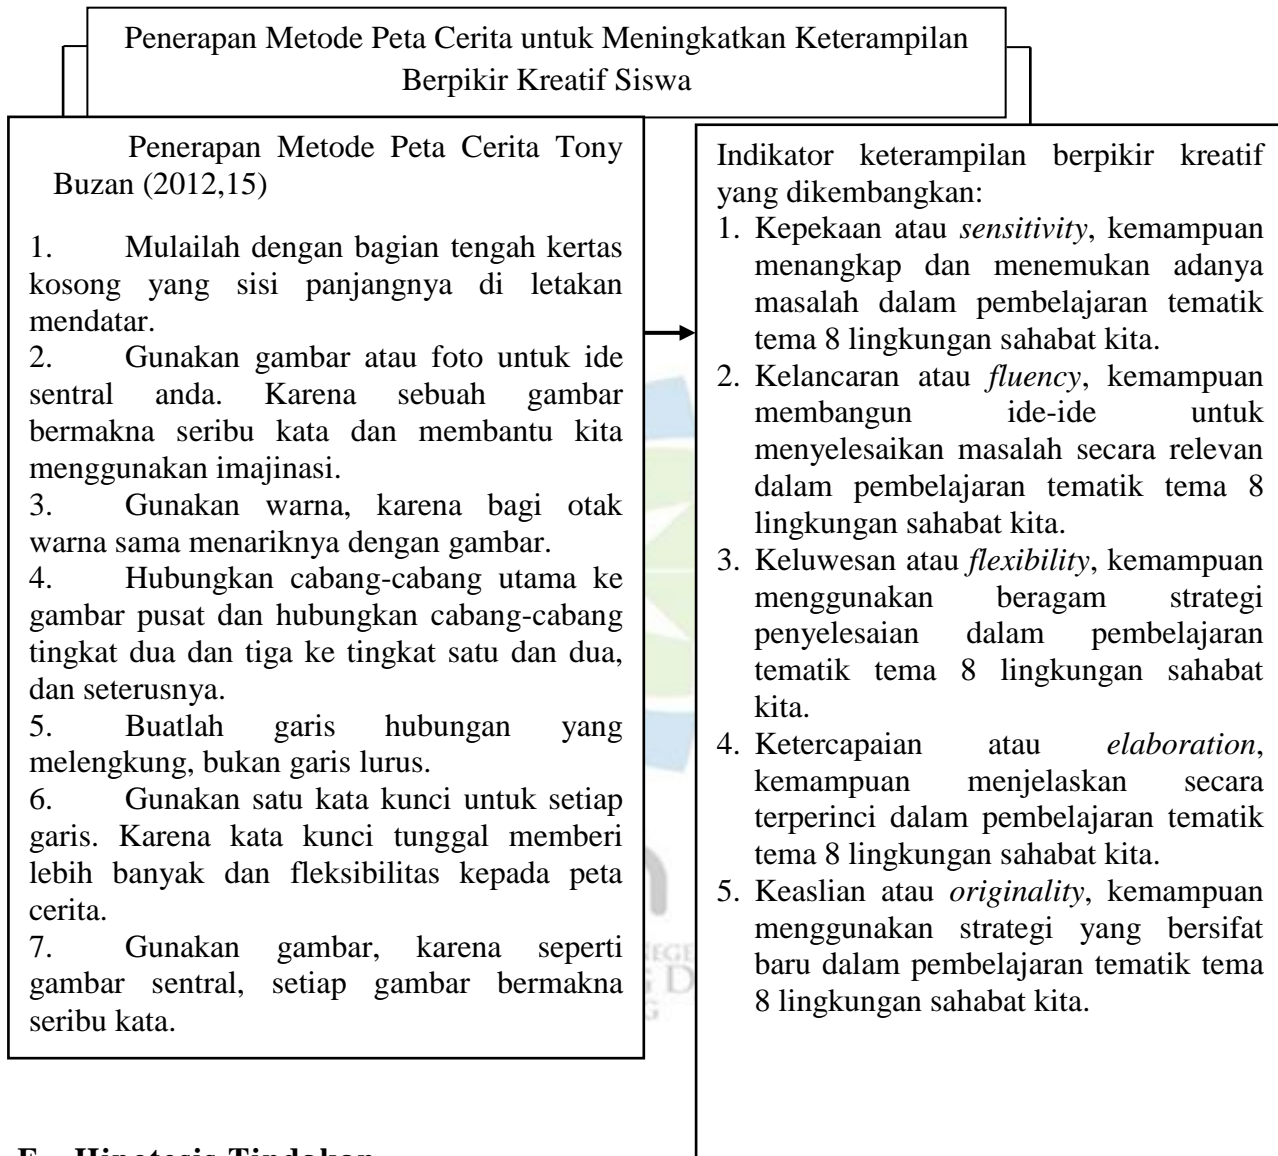 Penerapan Metode Peta Cerita untuk Meningkatkan Keterampilan
Berpikir Kreatif Siswa
Penerapan Metode Peta Cerita Tony
Buzan (2012,15)
1. Mulailah dengan bagian tengah kertas
kosong yang sisi panjangnya di letakan
mendatar.
2. Gunakan gambar atau foto untuk ide
sentral anda. Karena sebuah gambar
bermakna seribu kata dan membantu kita
menggunakan imajinasi.
3. Gunakan warna, karena bagi otak
warna sama menariknya dengan gambar.
4. Hubungkan cabang-cabang utama ke
gambar pusat dan hubungkan cabang-cabang
tingkat dua dan tiga ke tingkat satu dan dua,
dan seterusnya.
5. Buatlah garis hubungan yang
melengkung, bukan garis lurus.
6. Gunakan satu kata kunci untuk setiap
garis. Karena kata kunci tunggal memberi
lebih banyak dan fleksibilitas kepada peta
cerita.
7. Gunakan gambar, karena seperti
gambar sentral, setiap gambar bermakna
seribu kata.
Indikator keterampilan berpikir kreatif
yang dikembangkan:
1. Kepekaan atau sensitivity, kemampuan
menangkap dan menemukan adanya
masalah dalam pembelajaran tematik
tema 8 lingkungan sahabat kita.
2. Kelancaran atau fluency, kemampuan
membangun ide-ide untuk
menyelesaikan masalah secara relevan
dalam pembelajaran tematik tema 8
lingkungan sahabat kita.
3. Keluwesan atau flexibility, kemampuan
menggunakan beragam strategi
penyelesaian dalam pembelajaran
tematik tema 8 lingkungan sahabat
kita.
4. Ketercapaian atau elaboration,
kemampuan menjelaskan secara
terperinci dalam pembelajaran tematik
tema 8 lingkungan sahabat kita.
5. Keaslian atau originality, kemampuan
menggunakan strategi yang bersifat
baru dalam pembelajaran tematik tema
8 lingkungan sahabat kita.
Hipotesis Tindakan